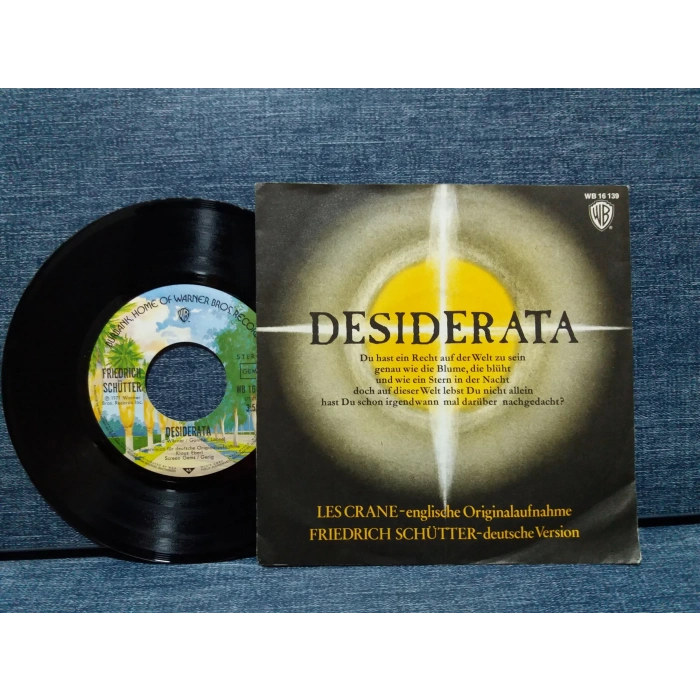 WB 16 139
WB
DESIDERATA
Du hast ein Recht auf der Welt zu sein
genau wie die Blume, die blüht
und wie ein Stern in der Nacht
doch auf dieser Welt lebst Du nicht allein
hast Du schon irgendwann mal darüber nachgedacht?
LES CRANE-englische Originalaufnahme
FRIEDRICH SCHÜTTER-deutsche Version
BURBANK, HOME OF WARNER BROS. RECORDS
WB
FRIEDRICH
SCHÜTTER
STEREO
DESIDERATA